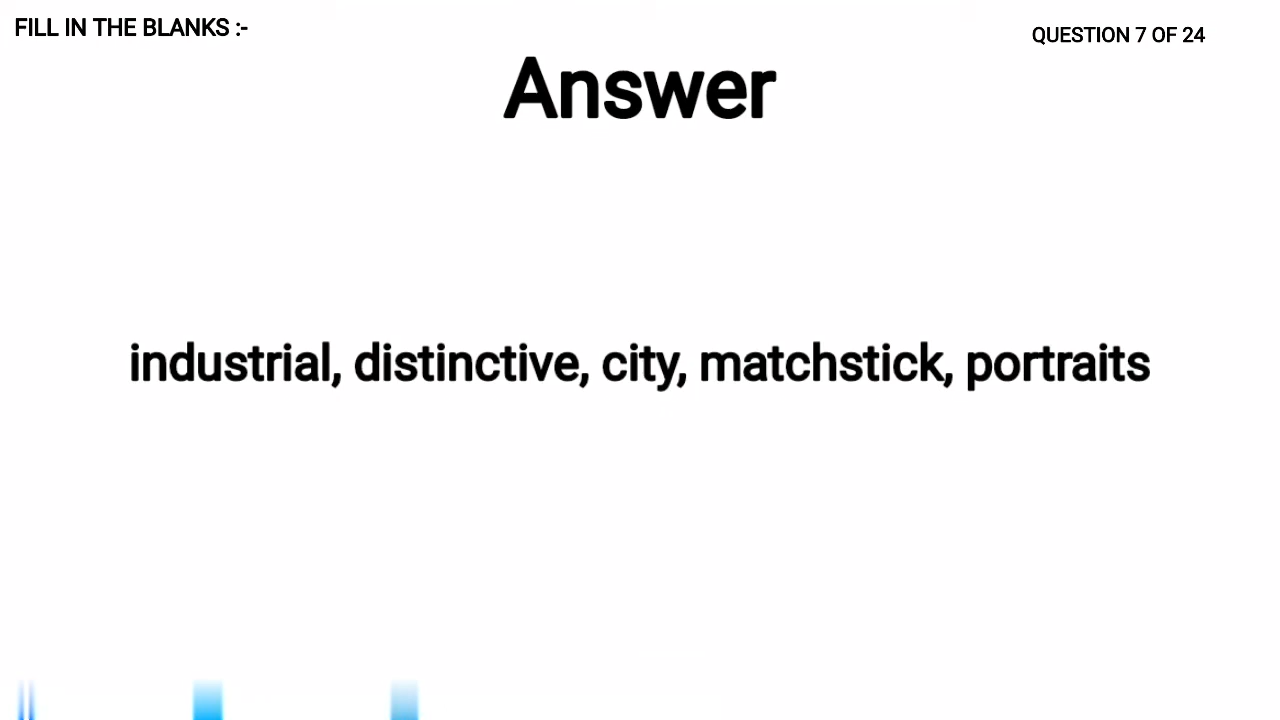 FILL IN THE BLANKS :-
QUESTION 7 OF 24
Answer
industrial, distinctive, city, matchstick, portraits